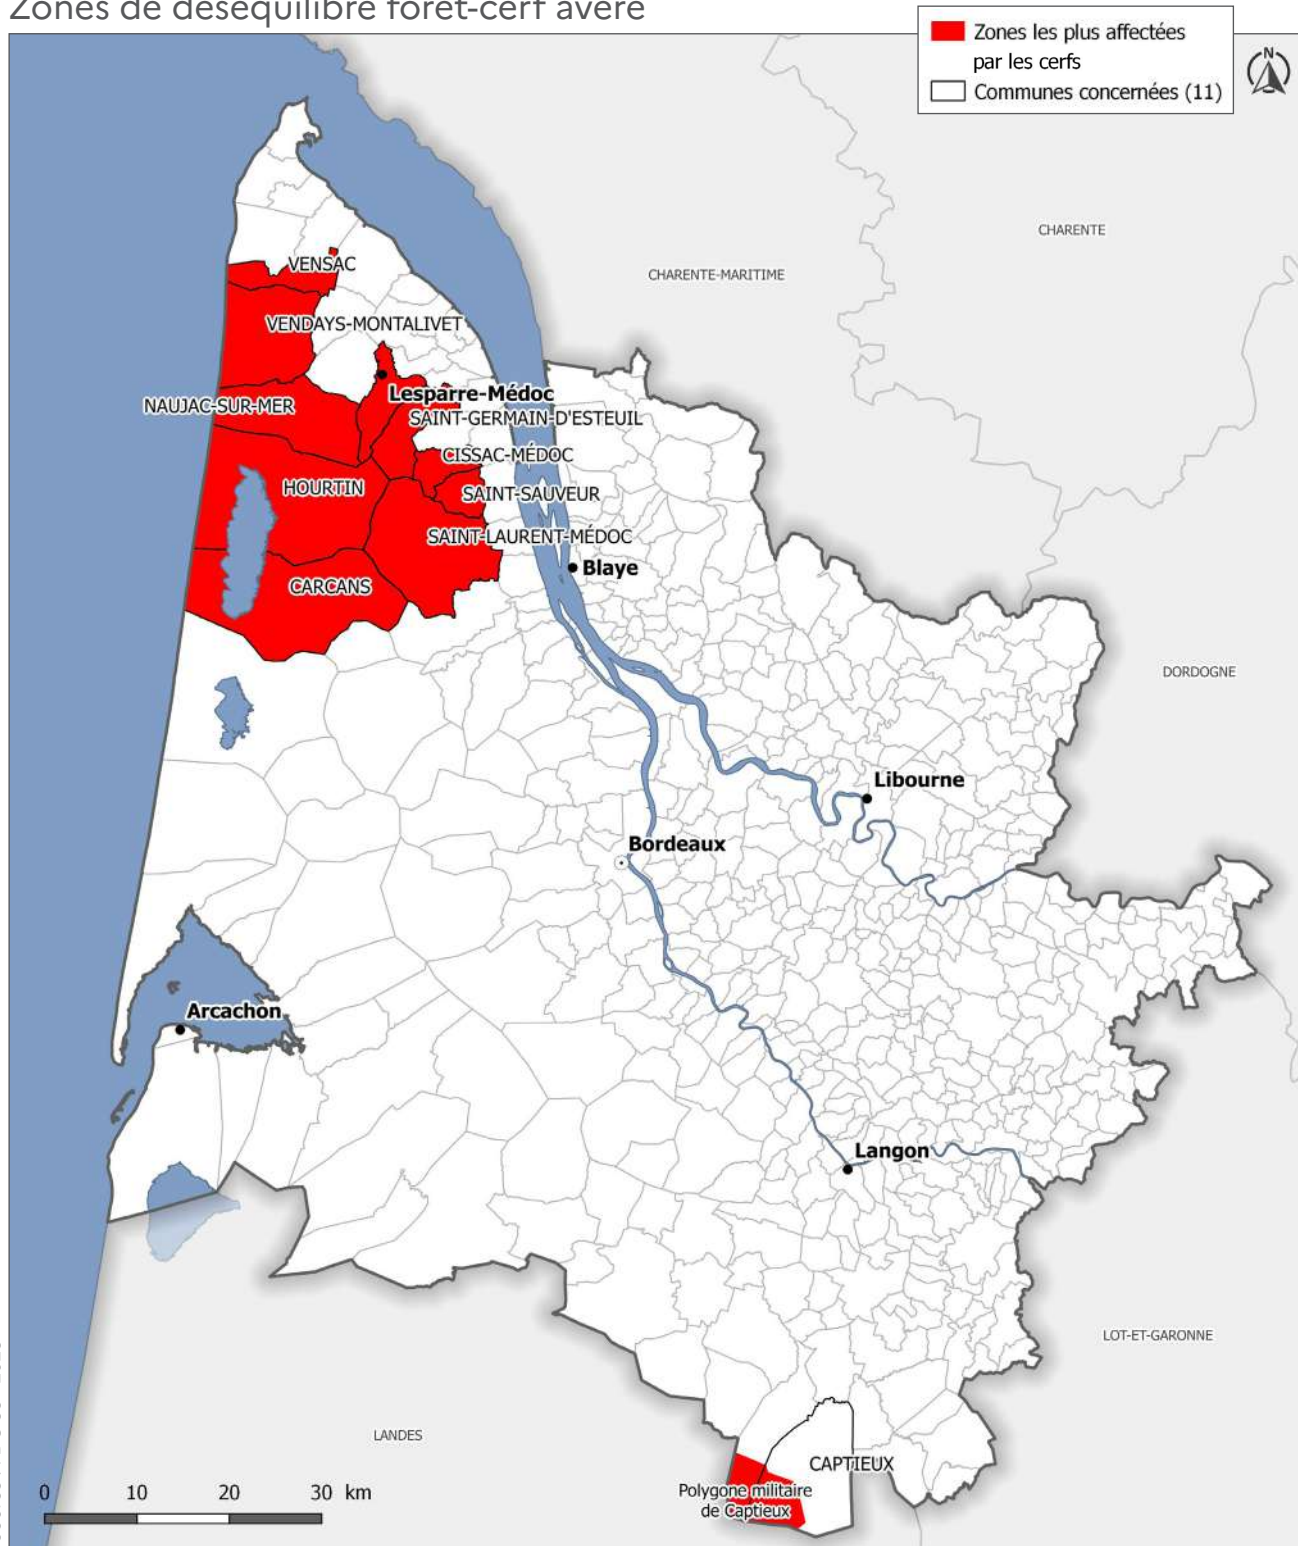 Zones de déséquilibre forêt-cerf avéré
Zones les plus affectées
par les cerfs
Communes concernées (11)
N
CHARENTE
CHARENTE-MARITIME
VENSAC
VENDAYS-MONTALIVET
Lesparre-Médoc
NAUJAC-SUR-MER
SAINT-GERMAIN-D'ESTEUIL
CISSAC-MÉDOC
HOURTIN
SAINT-SAUVEUR
SAINT-LAURENT-MÉDOC
Blaye
CARCANS
DORDOGNE
Libourne
Bordeaux
Arcachon
Langon
LOT-ET-GARONNE
LANDES
CAPTIEUX
Polygone militaire
de Captieux
0 10 20 30 km